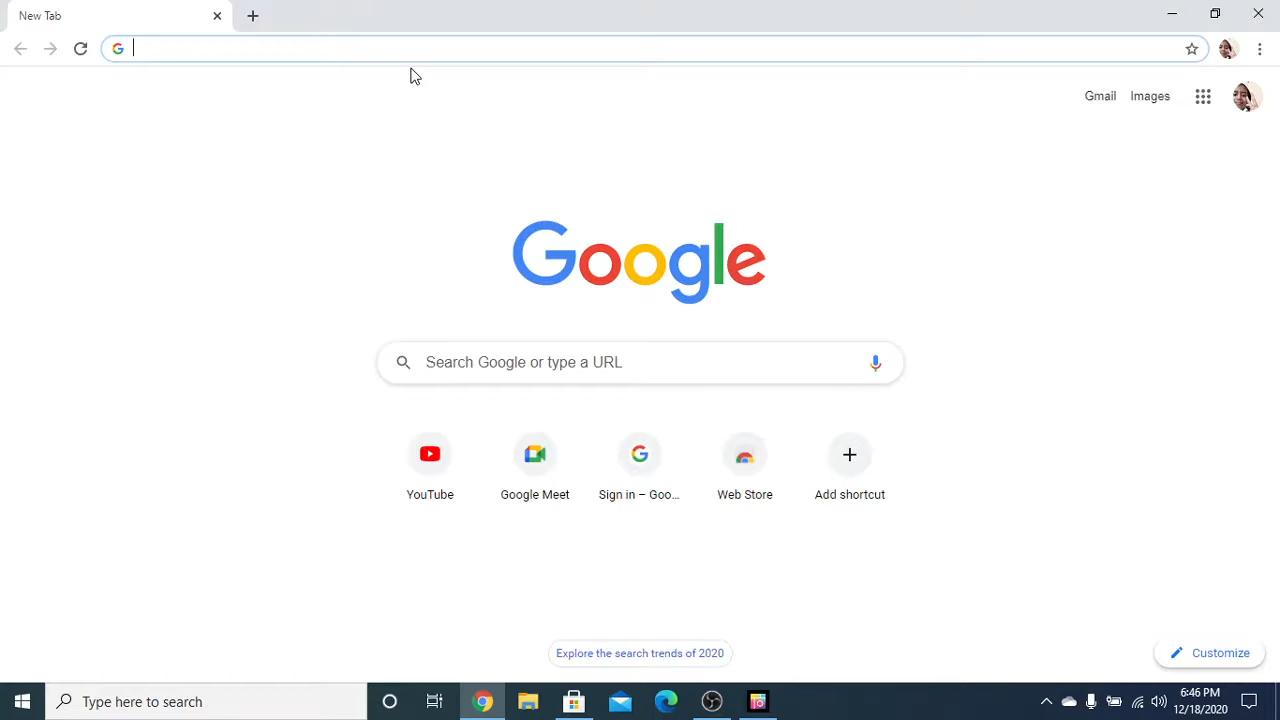 New Tab
Gmail Images
Google
Search Google or type a URL
YouTube Google Meet Sign in – Goo... Web Store Add shortcut
Explore the search trends of 2020
Customize
Type here to search
6:46 PM
12/18/2020